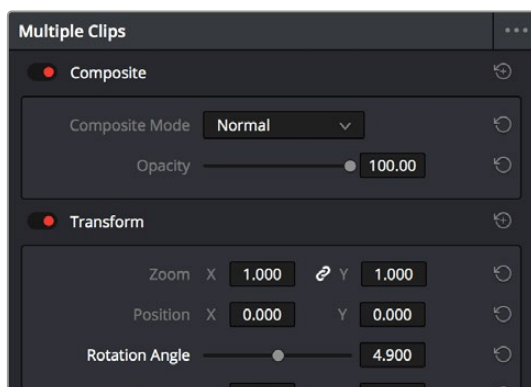 Multiple Clips
Composite
Composite Mode Normal
Opacity 100.00
Transform
Zoom X 1.000 Y 1.000
Position X 0.000 Y 0.000
Rotation Angle 4.900